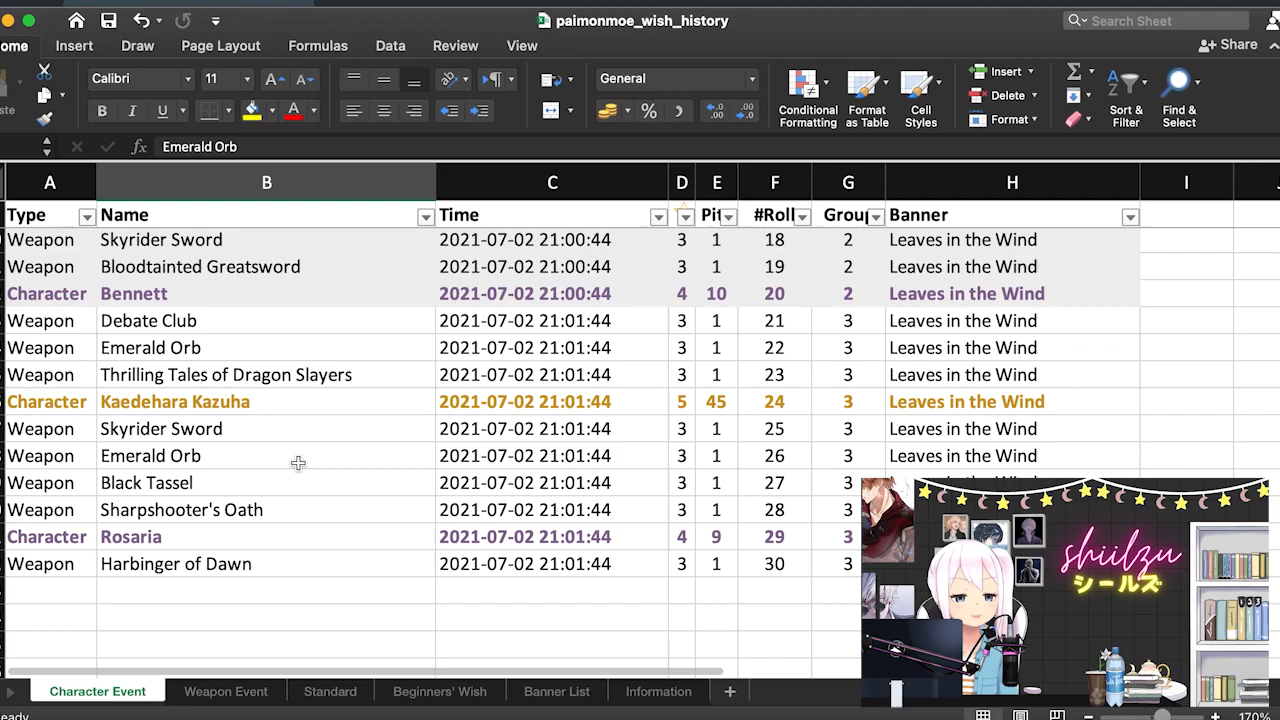 paimonmoe_wish_history
Search Sheet
Insert Draw Page Layout Formulas Data Review View
Share
Calibri 11 General
Insert
Delete
Format
Conditional Formatting
Format as Table
Cell Styles
Sort & Filter
Find & Select
B I U A
fx Emerald Orb
A B C D E F G H I
Type Name Time #Roll Banner
Weapon Skyrider Sword 2021-07-02 21:00:44 3 1 18 2 Leaves in the Wind
Weapon Bloodtainted Greatsword 2021-07-02 21:00:44 3 1 19 2 Leaves in the Wind
Character Bennett 2021-07-02 21:00:44 4 10 20 2 Leaves in the Wind
Weapon Debate Club 2021-07-02 21:01:44 3 1 21 3 Leaves in the Wind
Weapon Emerald Orb 2021-07-02 21:01:44 3 1 22 3 Leaves in the Wind
Weapon Thrilling Tales of Dragon Slayers 2021-07-02 21:01:44 3 1 23 3 Leaves in the Wind
Character Kaedehara Kazuha 2021-07-02 21:01:44 5 45 24 3 Leaves in the Wind
Weapon Skyrider Sword 2021-07-02 21:01:44 3 1 25 3 Leaves in the Wind
Weapon Emerald Orb 2021-07-02 21:01:44 3 1 26 3 Leaves in the Wind
Weapon Black Tassel 2021-07-02 21:01:44 3 1 27 3
Weapon Sharpshooter's Oath 2021-07-02 21:01:44 3 1 28 3
Character Rosaria 2021-07-02 21:01:44 4 9 29 3
Weapon Harbinger of Dawn 2021-07-02 21:01:44 3 1 30 3
shiilzu
シールズ
Character Event Weapon Event Standard Beginners' Wish Banner List Information +
170%